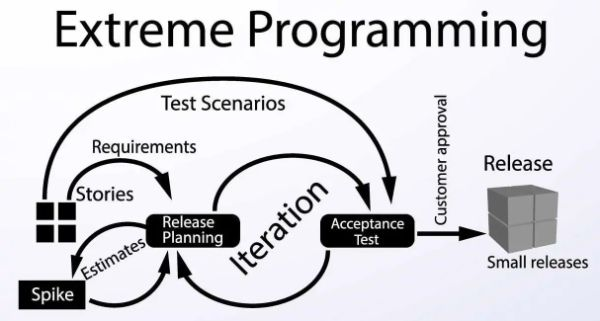 Extreme Programming
Test Scenarios
Requirements
Stories
Release
Planning
Estimates
Spike
Iteration
Acceptance
Test
Customer approval
Release
Small releases